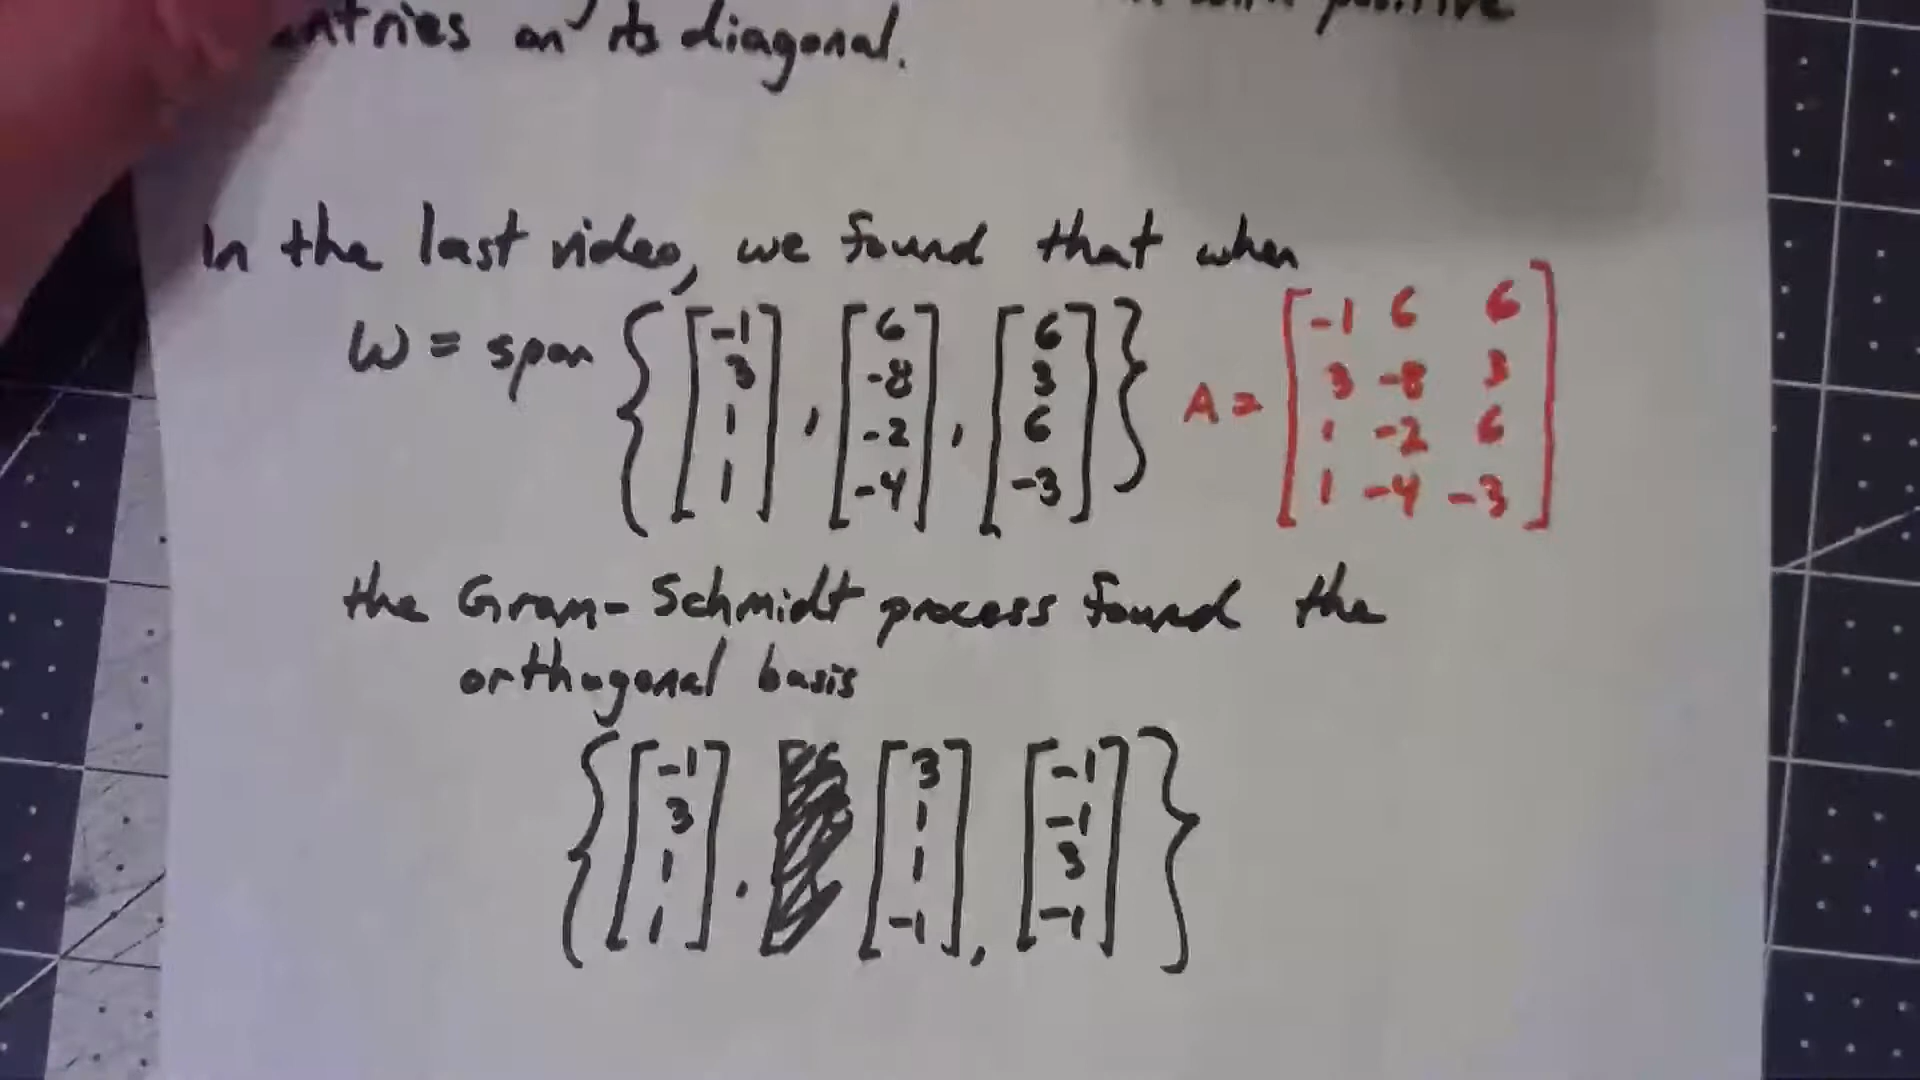 entries on its diagonal. positive
In the last video, we found that when
W = span { [-1 3 1 1], [6 -8 -2 -4], [6 3 6 -3] } A = [-1 6 6
3 -8 3
1 -2 6
1 -4 -3]
the Gram-Schmidt process found the
orthogonal basis
{ [-1 3 1 1], [3 1 1 -1], [-1 -1 3 -1] }